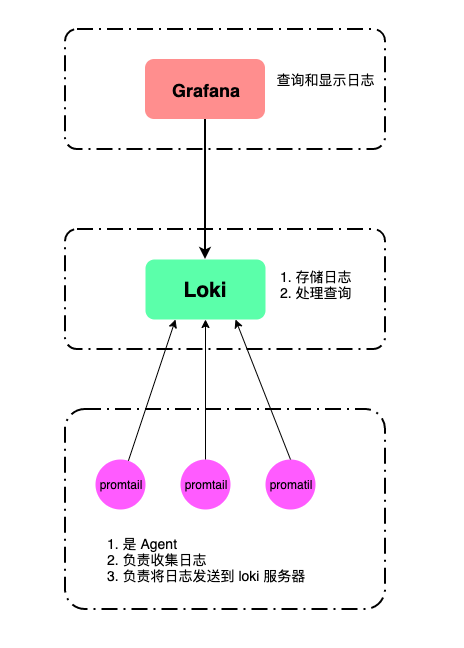 Grafana
查询和显示日志
Loki
1. 存储日志
2. 处理查询
promtail
promtail
promatil
1. 是 Agent
2. 负责收集日志
3. 负责将日志发送到 loki 服务器